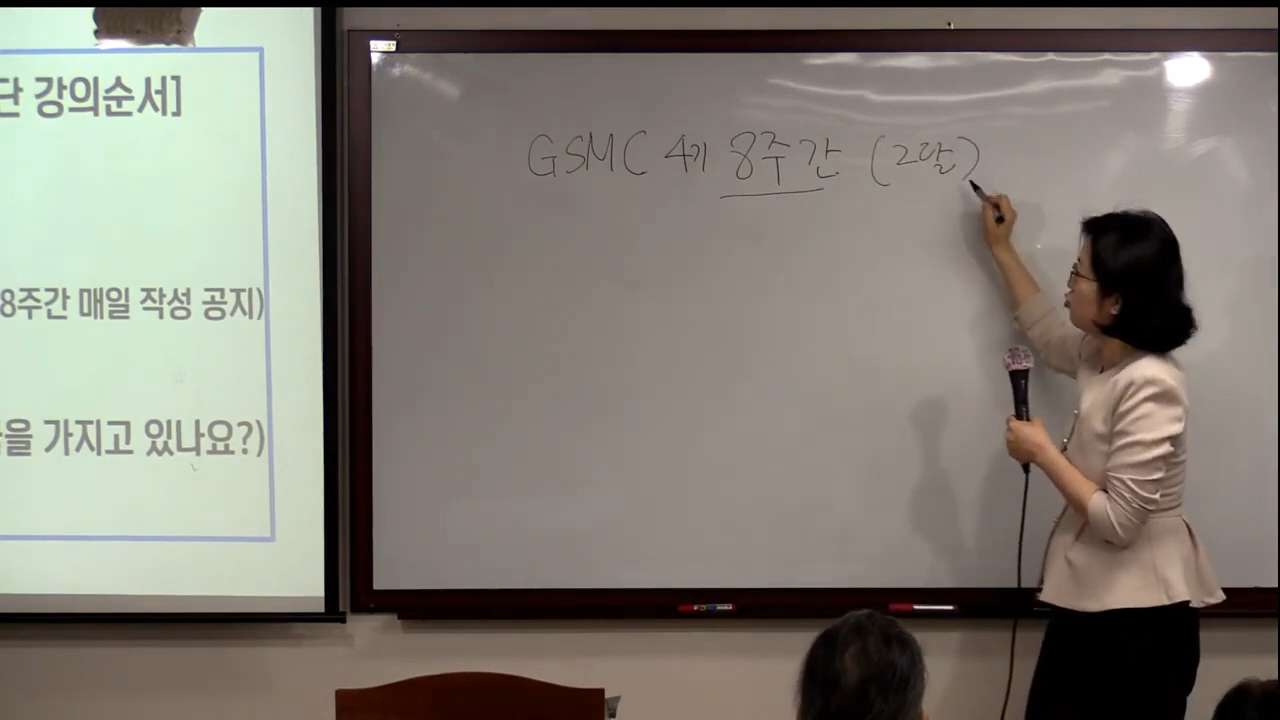 단 강의순서]
8주간 매일 작성 공지)
을 가지고 있나요?)
GSMC 4기 8주간 (2달)